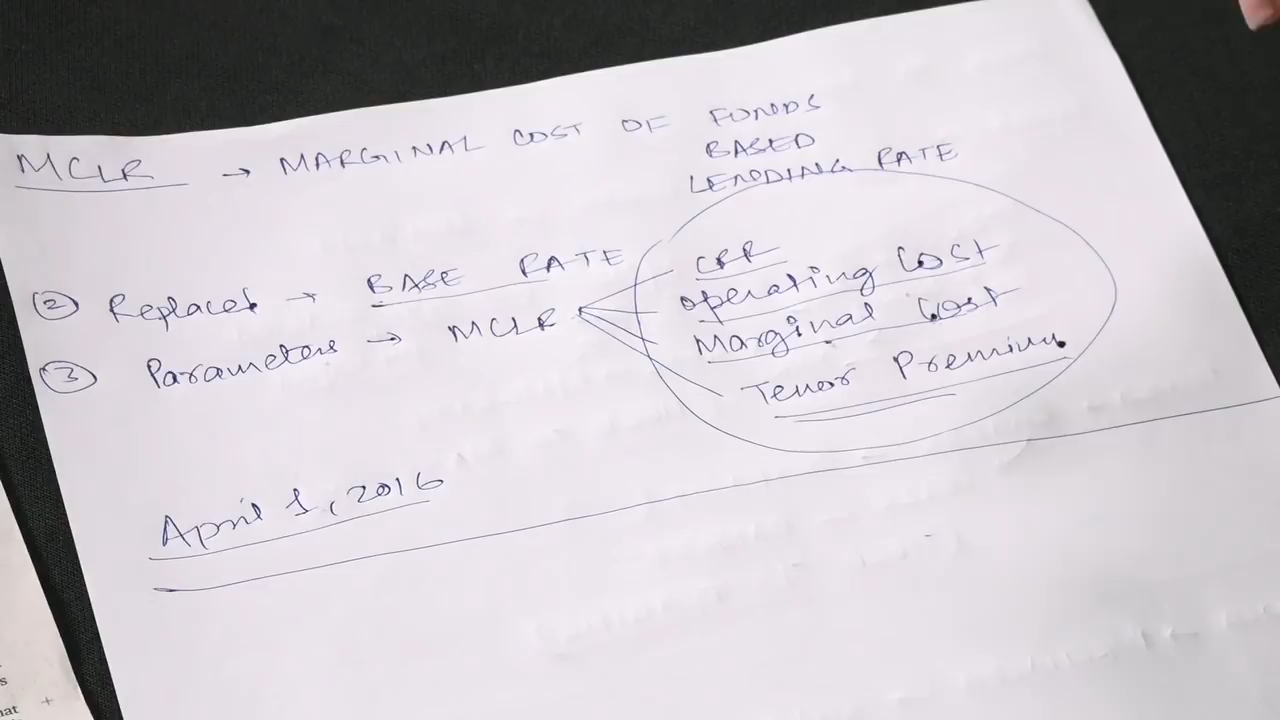 MCLR → MARGINAL COST OF FUNDS
BASED
LENDING RATE
② Replaced → BASE RATE
③ Parameters → MCLR
CRR
operating Cost
Marginal Cost
Tenor Premium
April 1, 2016
s
hat +